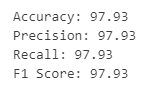 Accuracy: 97.93
Precision: 97.93
Recall: 97.93
F1 Score: 97.93